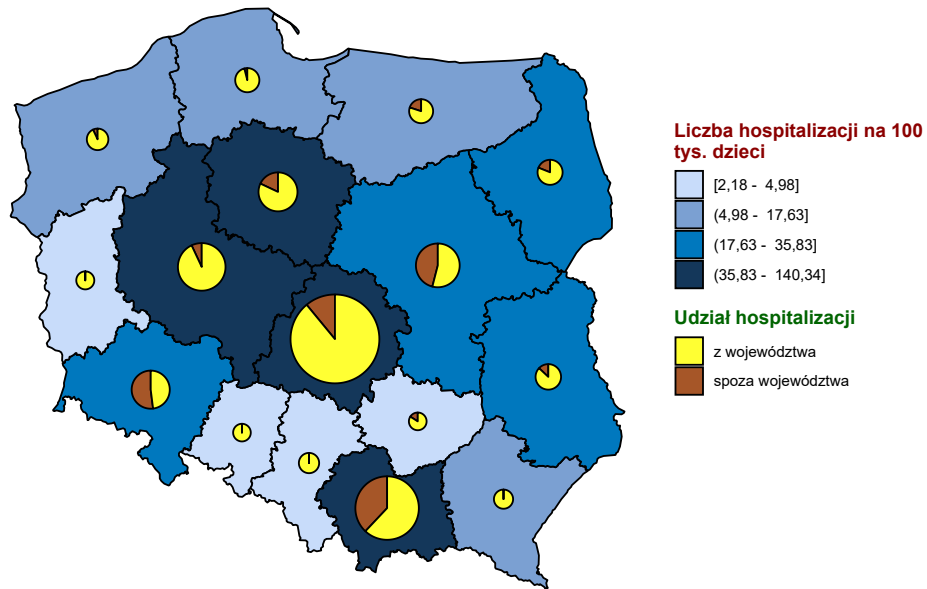 Liczba hospitalizacji na 100
tys. dzieci
[2,18 - 4,98]
(4,98 - 17,63]
(17,63 - 35,83]
(35,83 - 140,34]
Udział hospitalizacji
z województwa
spoza województwa